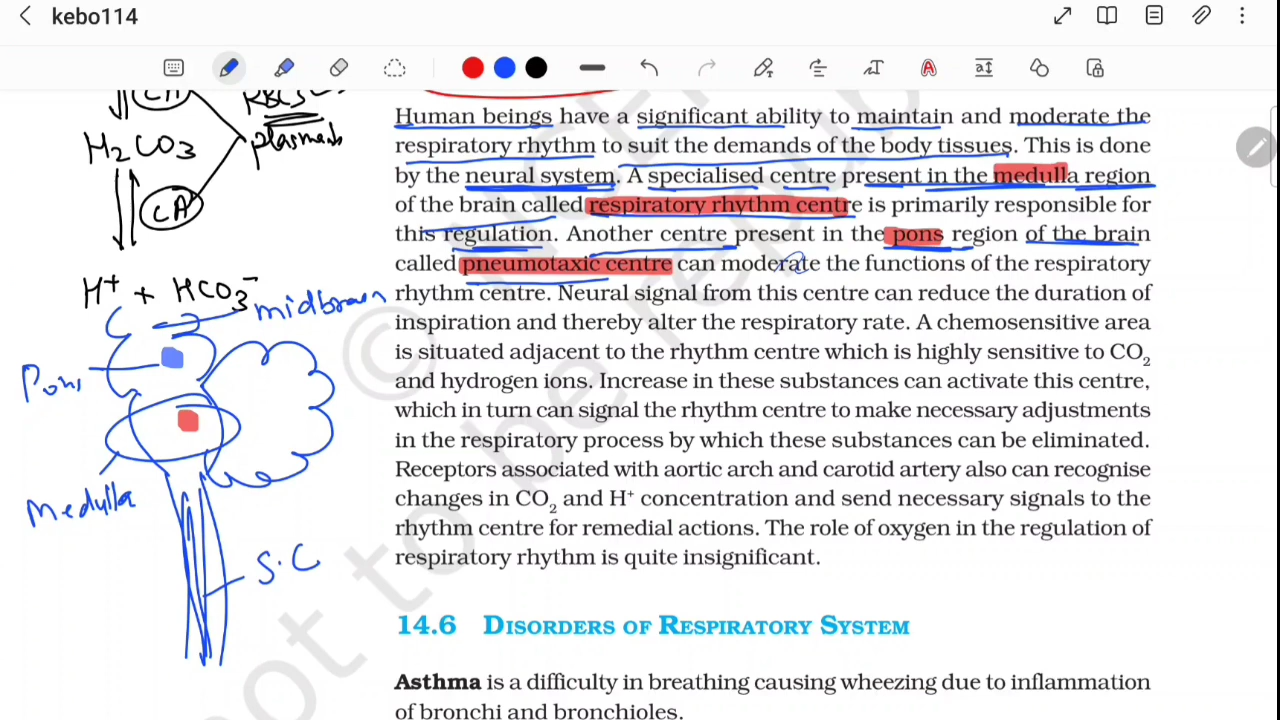 kebo114
CA
RBCs
H2CO3
plasma
CA
H+ + HCO3-
midbrain
Pons
Medulla
S.C
Human beings have a significant ability to maintain and moderate the
respiratory rhythm to suit the demands of the body tissues. This is done
by the neural system. A specialised centre present in the medulla region
of the brain called respiratory rhythm centre is primarily responsible for
this regulation. Another centre present in the pons region of the brain
called pneumotaxic centre can moderate the functions of the respiratory
rhythm centre. Neural signal from this centre can reduce the duration of
inspiration and thereby alter the respiratory rate. A chemosensitive area
is situated adjacent to the rhythm centre which is highly sensitive to CO2
and hydrogen ions. Increase in these substances can activate this centre,
which in turn can signal the rhythm centre to make necessary adjustments
in the respiratory process by which these substances can be eliminated.
Receptors associated with aortic arch and carotid artery also can recognise
changes in CO2 and H+ concentration and send necessary signals to the
rhythm centre for remedial actions. The role of oxygen in the regulation of
respiratory rhythm is quite insignificant.
14.6 DISORDERS OF RESPIRATORY SYSTEM
Asthma is a difficulty in breathing causing wheezing due to inflammation
of bronchi and bronchioles.
© 
not to be